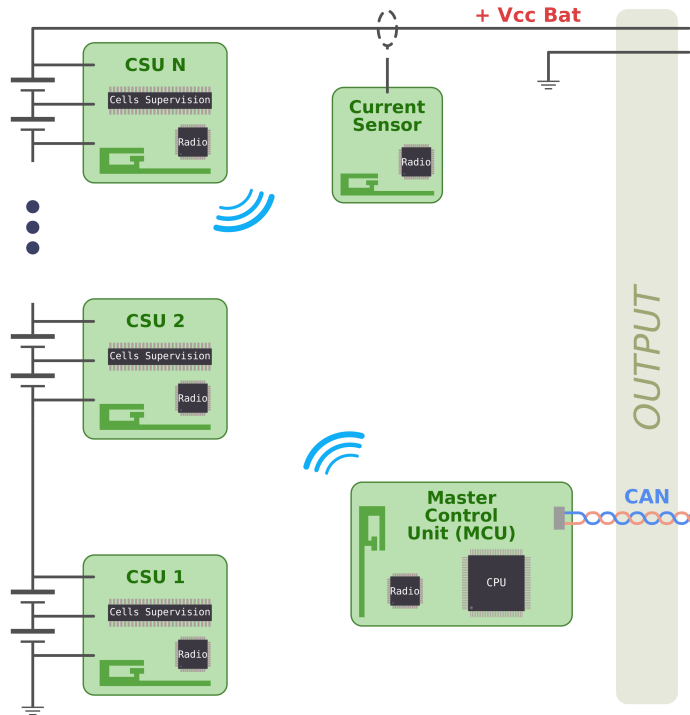 + Vcc Bat
CSU N
Cells Supervision
Radio
Current
Sensor
Radio
CSU 2
Cells Supervision
Radio
OUTPUT
Master
Control
Unit (MCU)
CAN
Radio
CPU
CSU 1
Cells Supervision
Radio